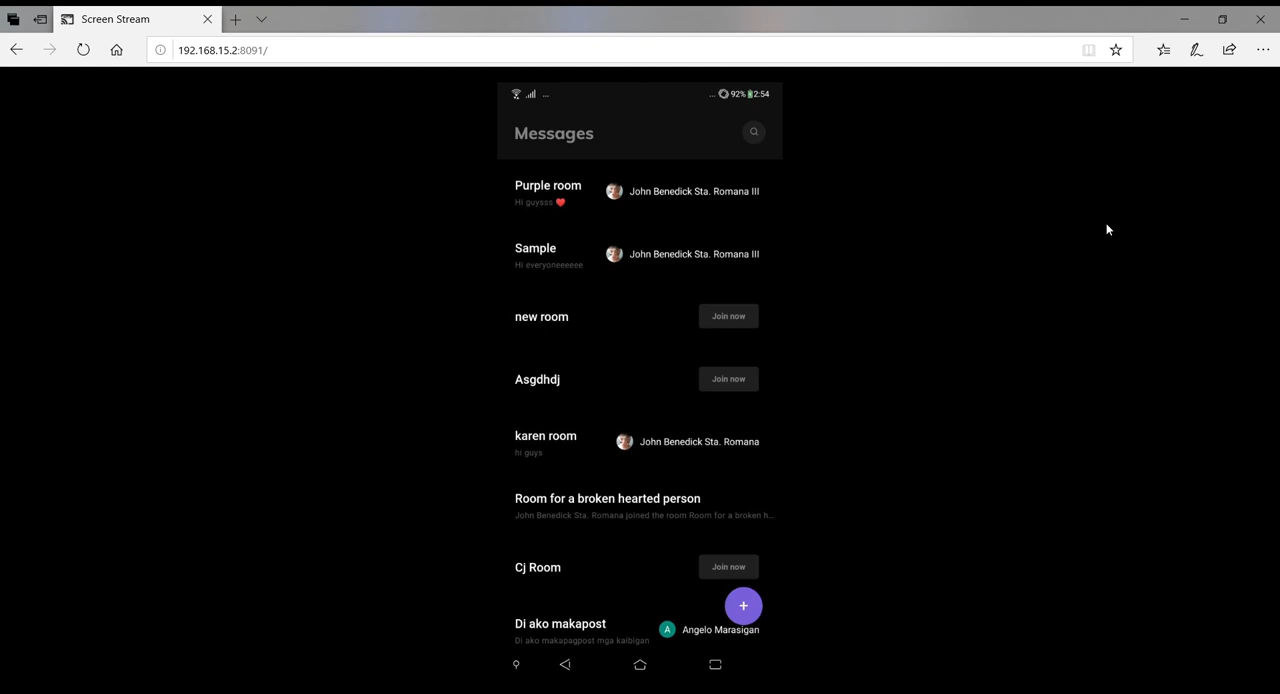 Screen Stream
192.168.15.2:8091/
... ... 92% 2:54
Messages
Purple room
John Benedick Sta. Romana III
Hi guysss ❤️
Sample
John Benedick Sta. Romana III
Hi everyoneeeeee
new room
Join now
Asgdhdj
Join now
karen room
John Benedick Sta. Romana
hi guys
Room for a broken hearted person
John Benedick Sta. Romana joined the room Room for a broken h...
Cj Room
Join now
+
Di ako makapost
A Angelo Marasigan
Di ako makapagpost mga kaibigan